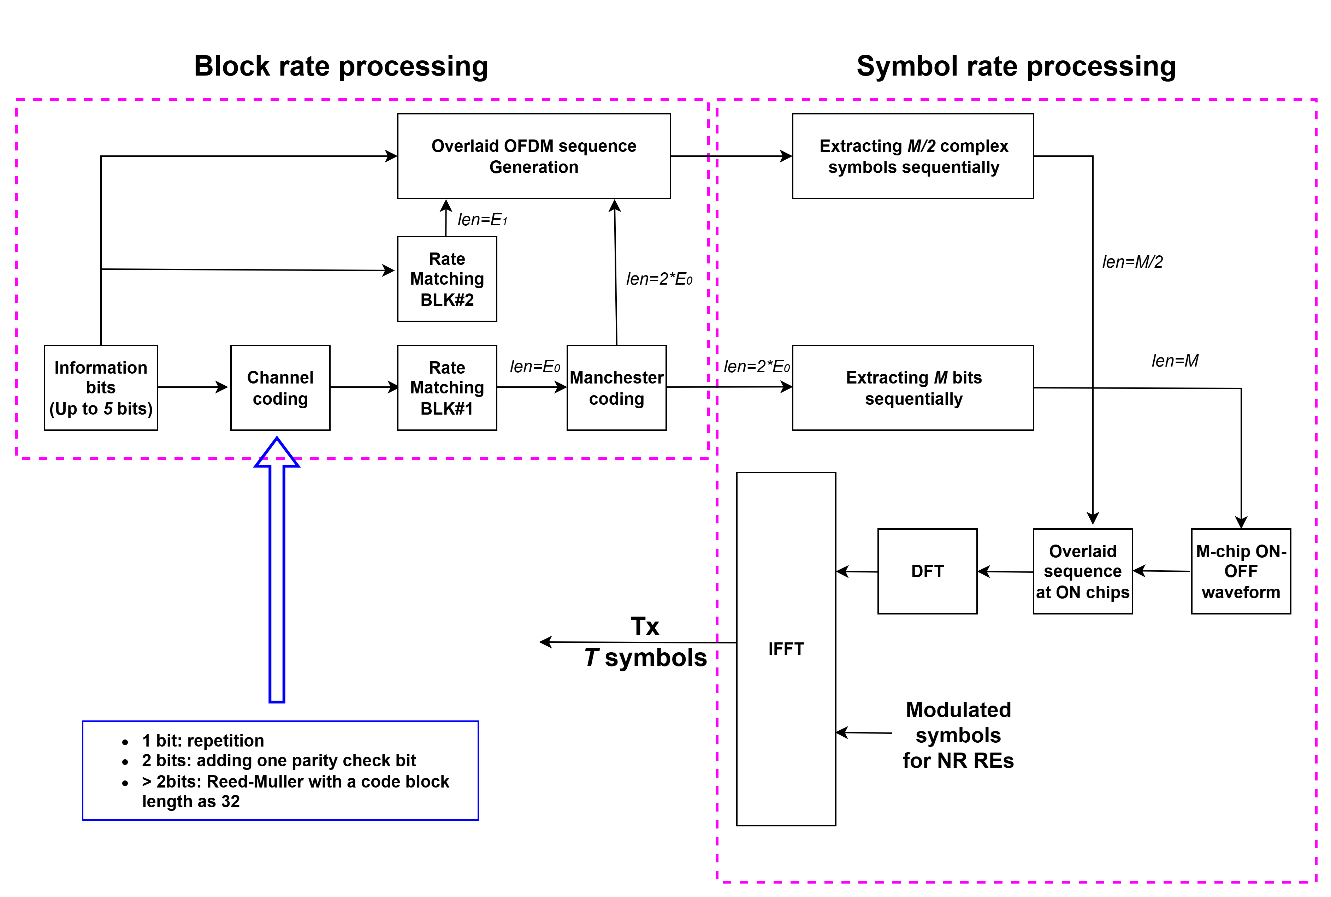 Block rate processing
Symbol rate processing
Overlaid OFDM sequence
Generation
Extracting M/2 complex
symbols sequentially
len=E₁
Rate
Matching
BLK#2
len=2*E₀
len=M/2
Information
bits
(Up to 5 bits)
Channel
coding
Rate
Matching
BLK#1
len=E₀
Manchester
coding
len=2*E₀
Extracting M bits
sequentially
len=M
IFFT
DFT
Overlaid
sequence
at ON chips
M-chip ON-
OFF
waveform
Tx
T symbols
Modulated
symbols
for NR REs
• 1 bit: repetition
• 2 bits: adding one parity check bit
• > 2bits: Reed-Muller with a code block
length as 32